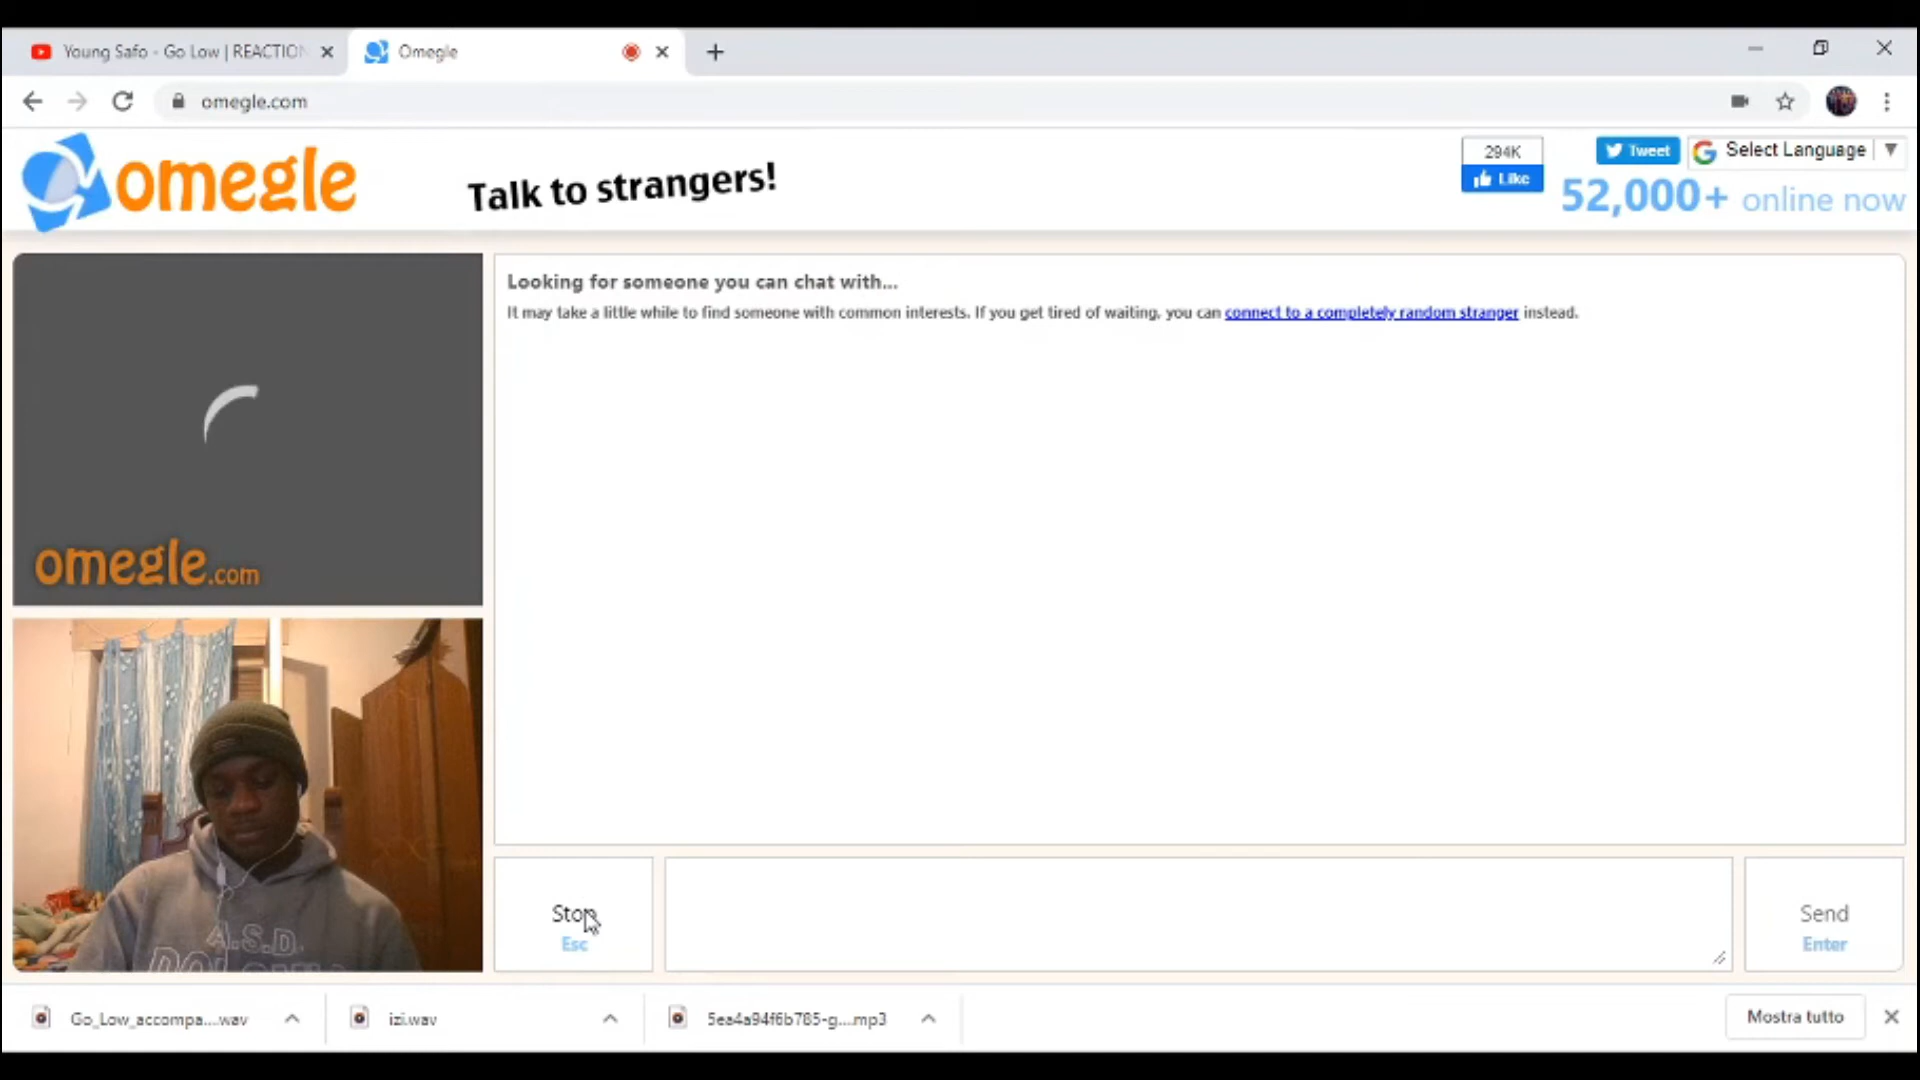 Young Safo - Go Low | REACTION
Omegle
omegle.com
omegle
Talk to strangers!
294K
Like
Tweet
Select Language
52,000+ online now
Looking for someone you can chat with...
It may take a little while to find someone with common interests. If you get tired of waiting, you can connect to a completely random stranger instead.
omegle.com
A.S.D.
Stop
Esc
Send
Enter
Go_Low_accompa....wav
izi.wav
5ea4a94f6b785-g....mp3
Mostra tutto